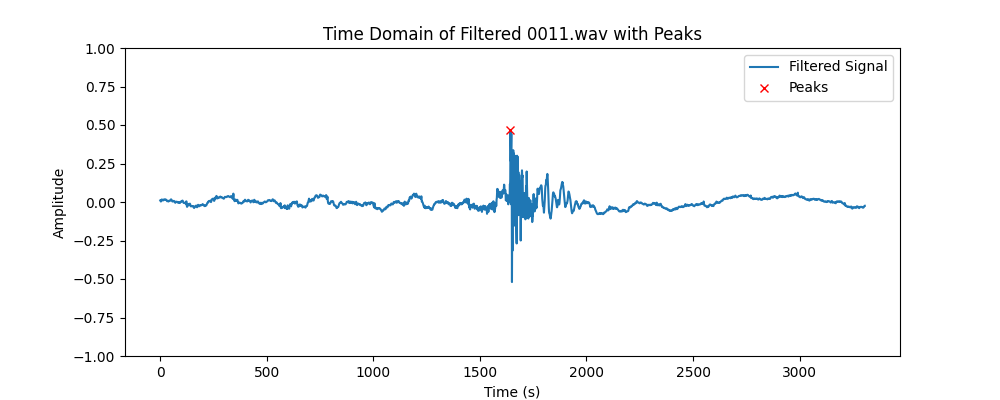 Time Domain of Filtered 0011.wav with Peaks
1.00
0.75
0.50
0.25
0.00
−0.25
−0.50
−0.75
−1.00
Amplitude
Filtered Signal
Peaks
0 500 1000 1500 2000 2500 3000
Time (s)